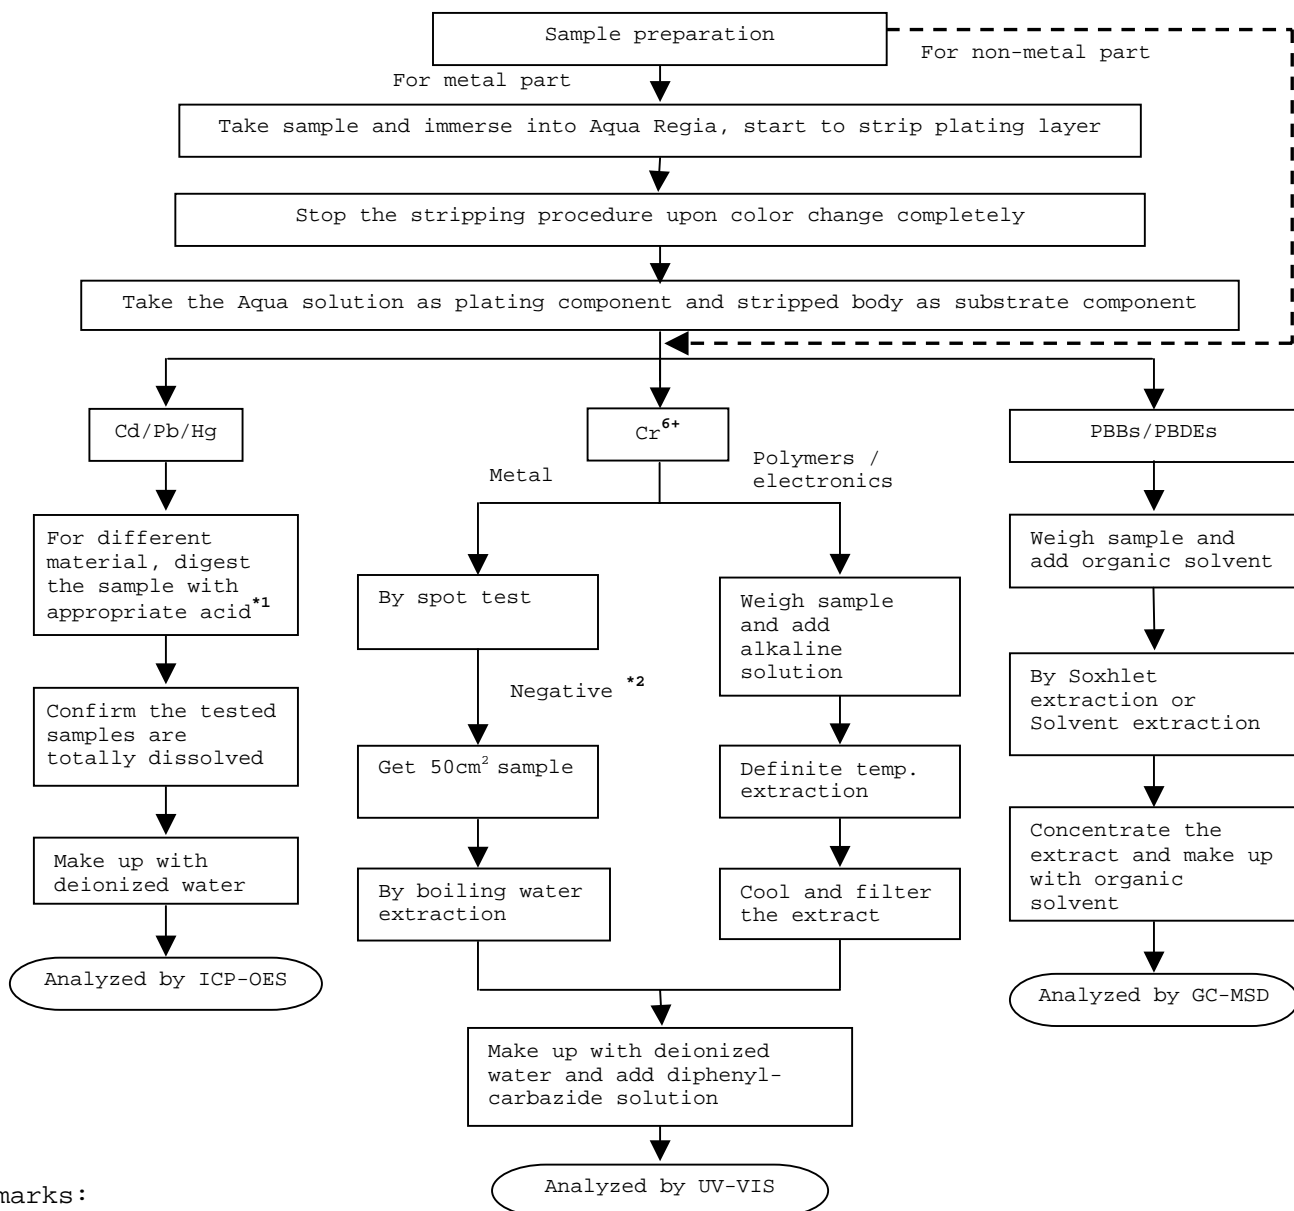 Sample preparation
For non-metal part
For metal part
Take sample and immerse into Aqua Regia, start to strip plating layer
Stop the stripping procedure upon color change completely
Take the Aqua solution as plating component and stripped body as substrate component
Cd/Pb/Hg
Cr⁶⁺
PBBs/PBDEs
Metal
Polymers /
electronics
For different
material, digest
the sample with
appropriate acid*1
Confirm the tested
samples are
totally dissolved
Make up with
deionized water
Analyzed by ICP-OES
By spot test
Negative *2
Get 50cm² sample
By boiling water
extraction
Weigh sample
and add
alkaline
solution
Definite temp.
extraction
Cool and filter
the extract
Make up with deionized
water and add diphenyl-
carbazide solution
Analyzed by UV-VIS
Weigh sample and
add organic solvent
By Soxhlet
extraction or
Solvent extraction
Concentrate the
extract and make up
with organic
solvent
Analyzed by GC-MSD
marks: